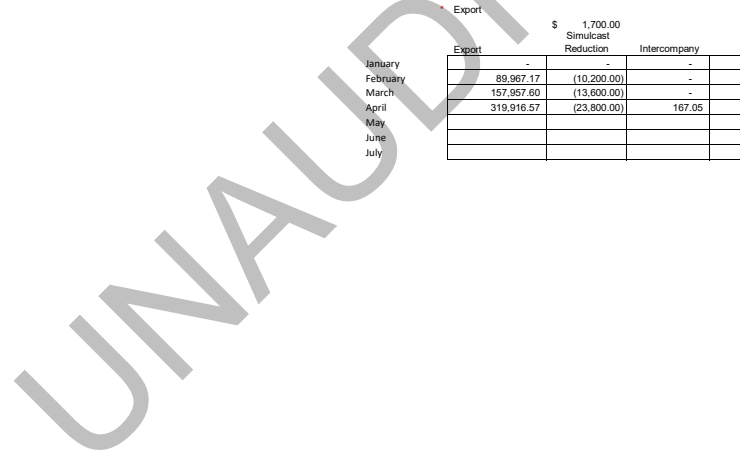 * Export
$ 1,700.00
Simulcast
Export Reduction Intercompany
January - - -
February 89,967.17 (10,200.00) -
March 157,957.60 (13,600.00) -
April 319,916.57 (23,800.00) 167.05
May
June
July
UNAUD